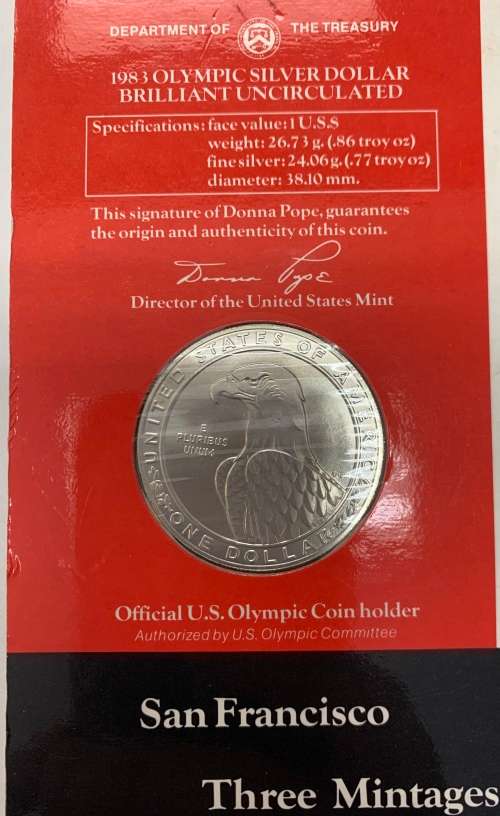 DEPARTMENT OF THE TREASURY
1983 OLYMPIC SILVER DOLLAR
BRILLIANT UNCIRCULATED
Specifications: face value: 1 U.S.$
weight: 26.73 g. (.86 troy oz)
fine silver: 24.06 g. (.77 troy oz)
diameter: 38.10 mm.
This signature of Donna Pope, guarantees
the origin and authenticity of this coin.
Donna Pope
Director of the United States Mint
UNITED STATES OF AMERICA
E
PLURIBUS
UNUM
ONE DOLLAR
Official U.S. Olympic Coin holder
Authorized by U.S. Olympic Committee
San Francisco
Three Mintages